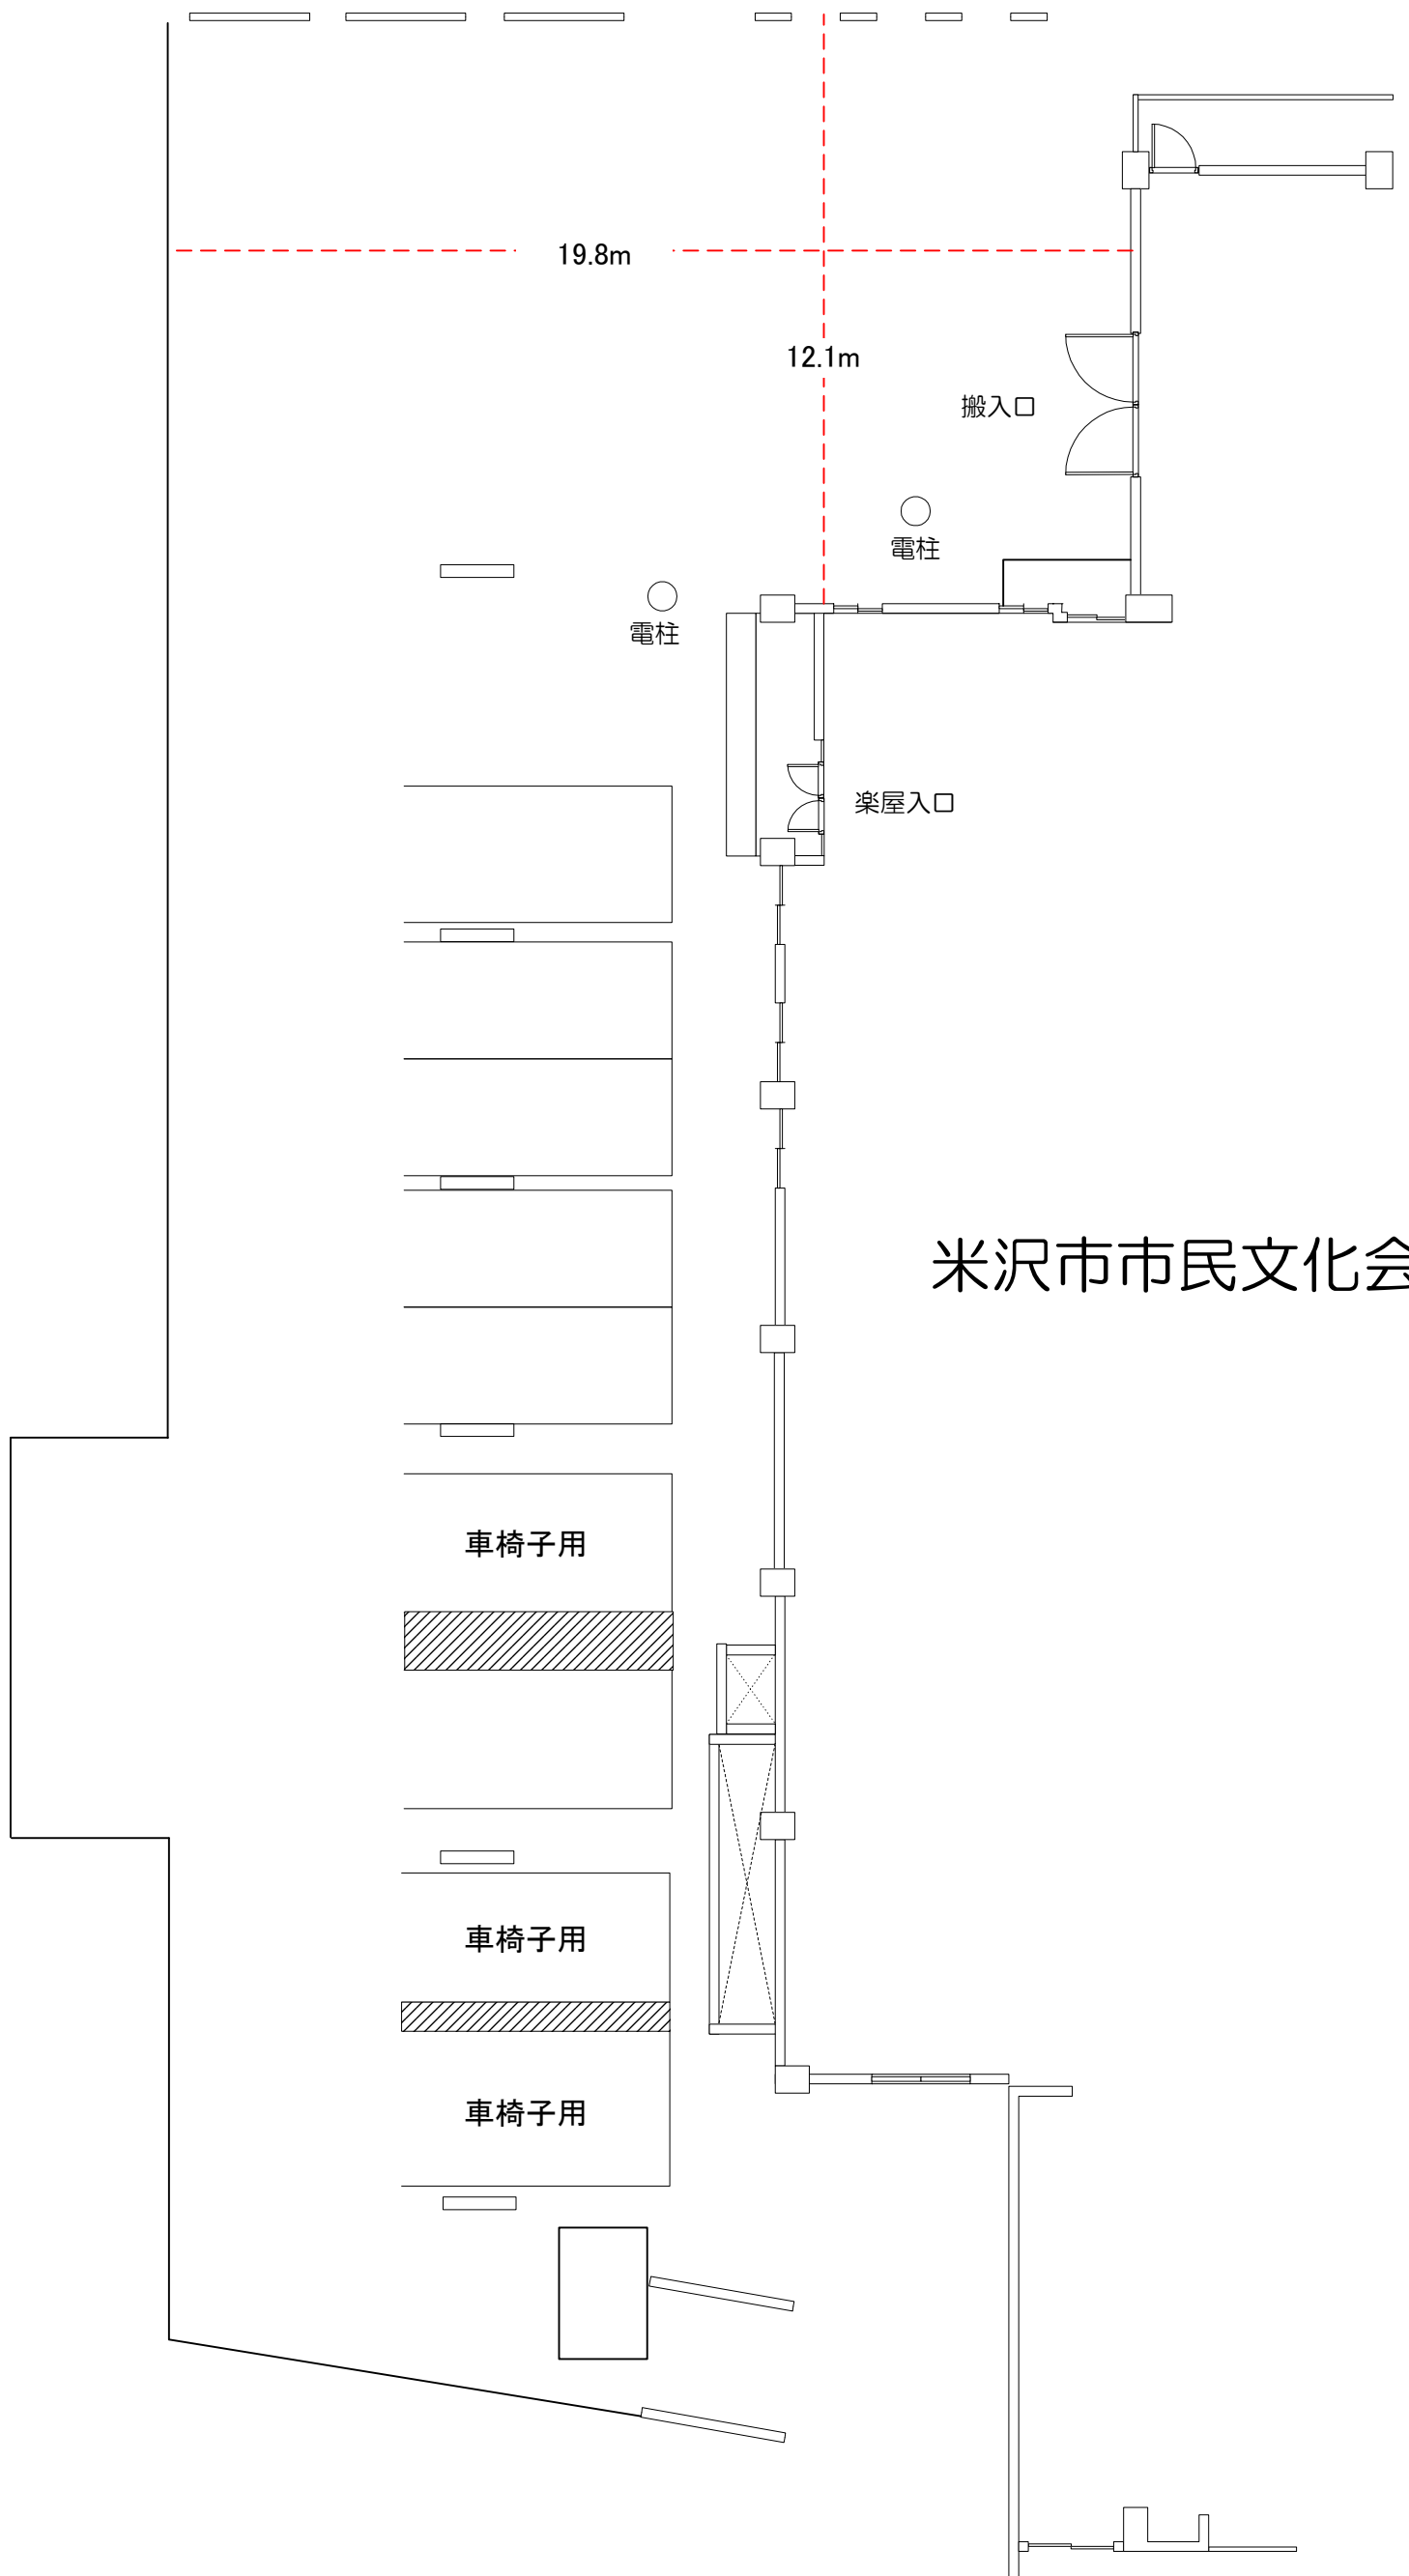 19.8m
12.1m
搬入口
電柱
電柱
楽屋入口
米沢市市民文化会
車椅子用
車椅子用
車椅子用